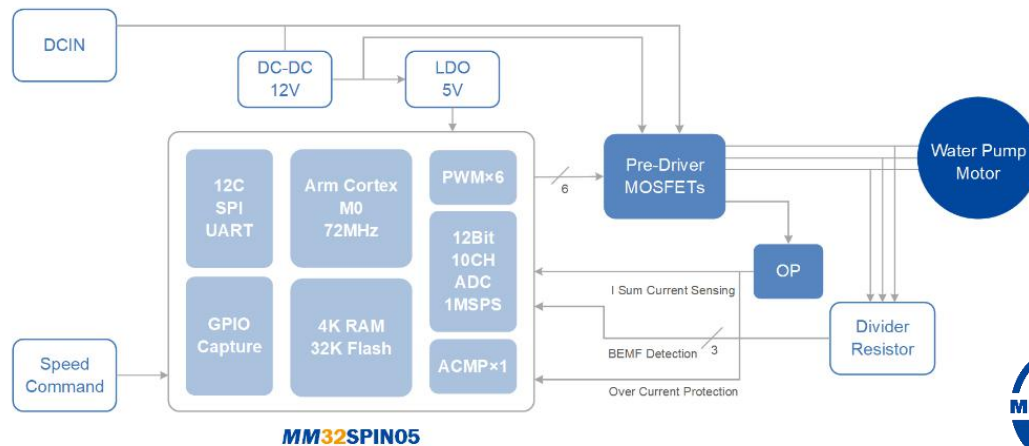 DCIN
DC-DC
12V
LDO
5V
12C
SPI
UART
Arm Cortex
M0
72MHz
PWM×6
6
Pre-Driver
MOSFETs
Water Pump
Motor
12Bit
10CH
ADC
1MSPS
OP
I Sum Current Sensing
GPIO
Capture
4K RAM
32K Flash
BEMF Detection
3
Divider
Resistor
ACMP×1
Over Current Protection
Speed
Command
MM32SPIN05